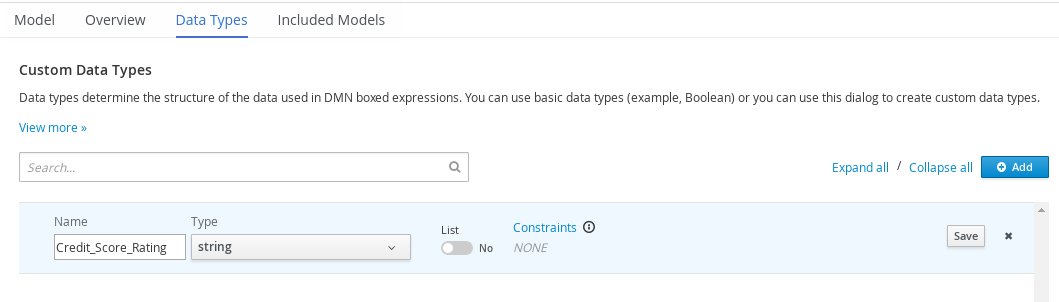 Model Overview Data Types Included Models
Custom Data Types
Data types determine the structure of the data used in DMN boxed expressions. You can use basic data types (example, Boolean) or you can use this dialog to create custom data types.
View more »
Search...
Expand all / Collapse all Add
Name Type List Constraints
Credit_Score_Rating string No NONE Save